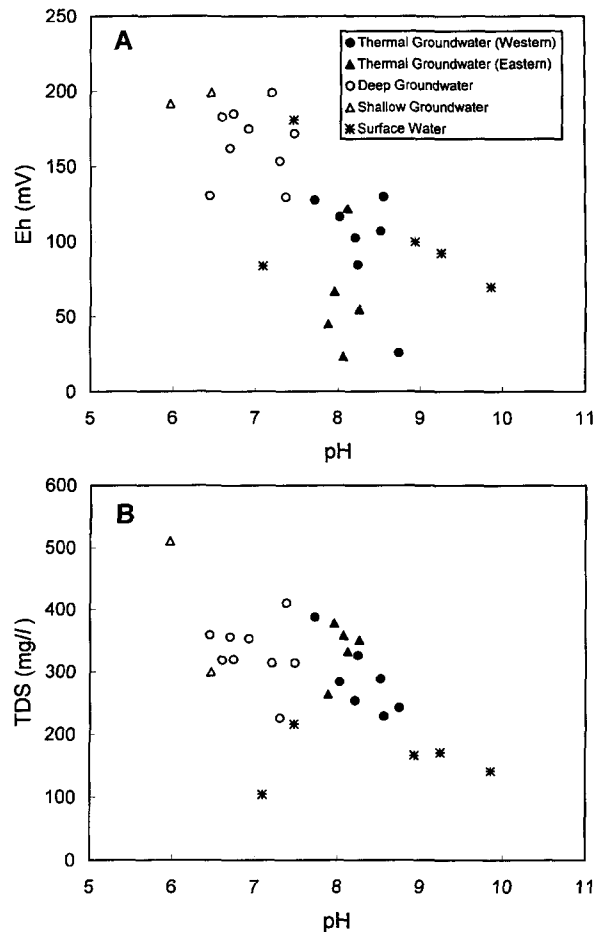 A
250
200
150
100
50
0
Eh (mV)
Thermal Groundwater (Western)
Thermal Groundwater (Eastern)
Deep Groundwater
Shallow Groundwater
Surface Water
5 6 7 8 9 10 11
pH
B
600
500
400
300
200
100
0
TDS (mg//)
5 6 7 8 9 10 11
pH